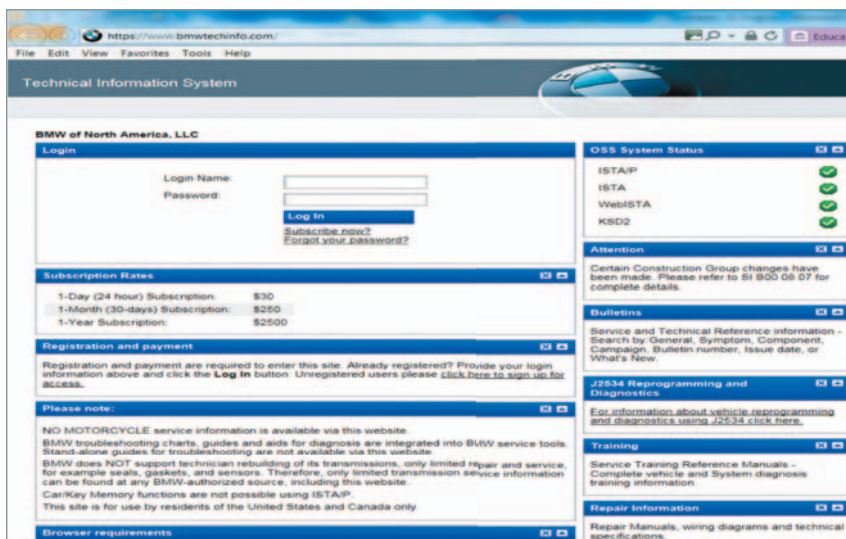 https://www.bmwtechinfo.com/
Educa
File Edit View Favorites Tools Help
Technical Information System
BMW of North America, LLC
Login
Login Name:
Password:
Log In
Subscribe now?
Forgot your password?
Subscription Rates
1-Day (24 hour) Subscription: $30
1-Month (30-days) Subscription: $250
1-Year Subscription: $2500
Registration and payment
Registration and payment are required to enter this site. Already registered? Provide your login
information above and click the Log In button. Unregistered users please click here to sign up for
access.
Please note:
NO MOTORCYCLE service information is available via this website.
BMW troubleshooting charts, guides and aids for diagnosis are integrated into BMW service tools.
Stand-alone guides for troubleshooting are not available via this website.
BMW does NOT support technician rebuilding of its transmissions, only limited repair and service,
for example seals, gaskets, and sensors. Therefore, only limited transmission service information
can be found at any BMW-authorized source, including this website.
Car/Key Memory functions are not possible using ISTA/P.
This site is for use by residents of the United States and Canada only
Browser requirements
OSS System Status
ISTA/P
ISTA
WebISTA
KSD2
Attention
Certain Construction Group changes have
been made. Please refer to SI B00 08 07 for
complete details.
Bulletins
Service and Technical Reference information -
Search by General, Symptom, Component,
Campaign, Bulletin number, Issue date, or
What's New.
J2534 Reprogramming and
Diagnostics
For information about vehicle reprogramming
and diagnostics using J2534 click here.
Training
Service Training Reference Manuals -
Complete vehicle and System diagnosis
training information.
Repair Information
Repair Manuals, wiring diagrams and technical
specifications.